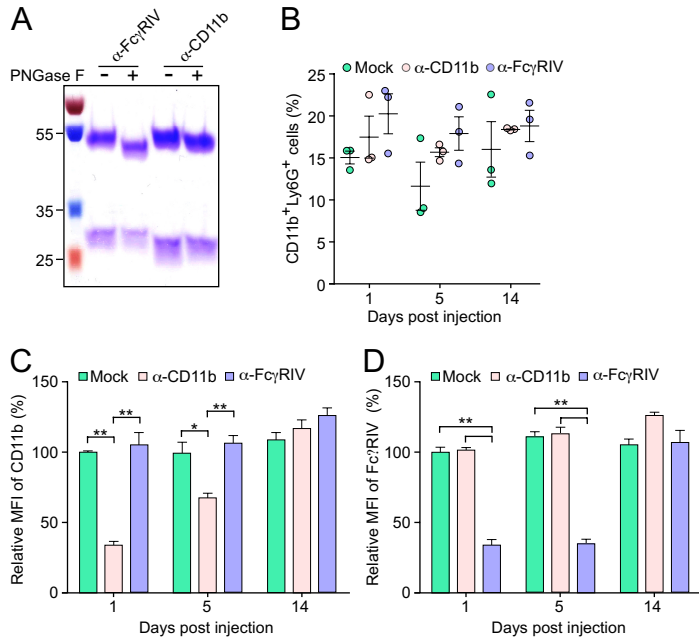 A
α-FcγRIV
α-CD11b
PNGase F - + - +
55
35
25
B
Mock α-CD11b α-FcγRIV
CD11b+Ly6G+ cells (%)
25
20
15
10
5
0
1 5 14
Days post injection
C
Mock α-CD11b α-FcγRIV
Relative MFI of CD11b (%)
150
100
50
0
** ** * **
1 5 14
Days post injection
D
Mock α-CD11b α-FcγRIV
Relative MFI of Fc?RIV (%)
150
100
50
0
** **
1 5 14
Days post injection